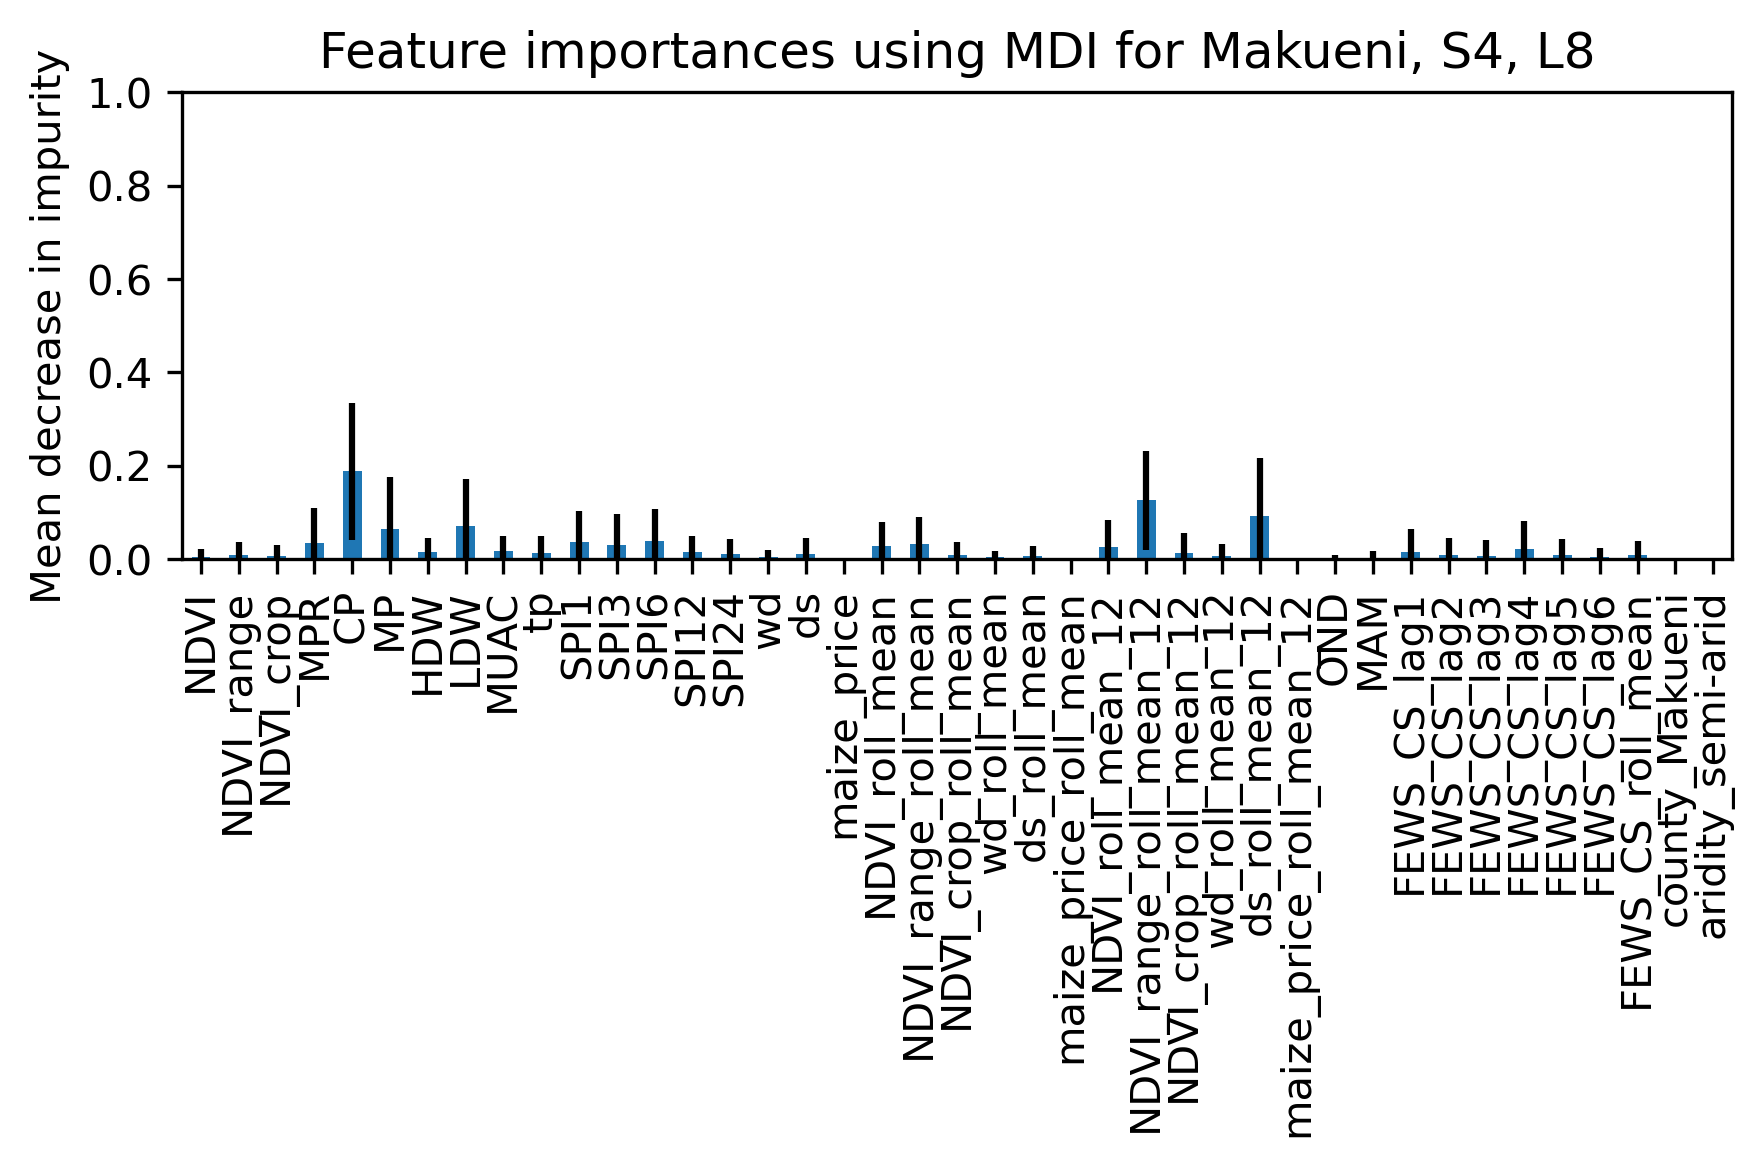 Feature importances using MDI for Makueni, S4, L8
Mean decrease in impurity
1.0
0.8
0.6
0.4
0.2
0.0
NDVI
NDVI_range
NDVI_crop
MPR
CP
MP
HDW
LDW
MUAC
tp
SPI1
SPI3
SPI6
SPI12
SPI24
wd
ds
maize_price
NDVI_roll_mean
NDVI_range_roll_mean
NDVI_crop_roll_mean
wd_roll_mean
ds_roll_mean
maize_price_roll_mean
NDVI_roll_mean_12
NDVI_range_roll_mean_12
NDVI_crop_roll_mean_12
wd_roll_mean_12
ds_roll_mean_12
maize_price_roll_mean_12
OND
MAM
FEWS_CS_lag1
FEWS_CS_lag2
FEWS_CS_lag3
FEWS_CS_lag4
FEWS_CS_lag5
FEWS_CS_lag6
FEWS_CS_roll_mean
county_Makueni
aridity_semi-arid